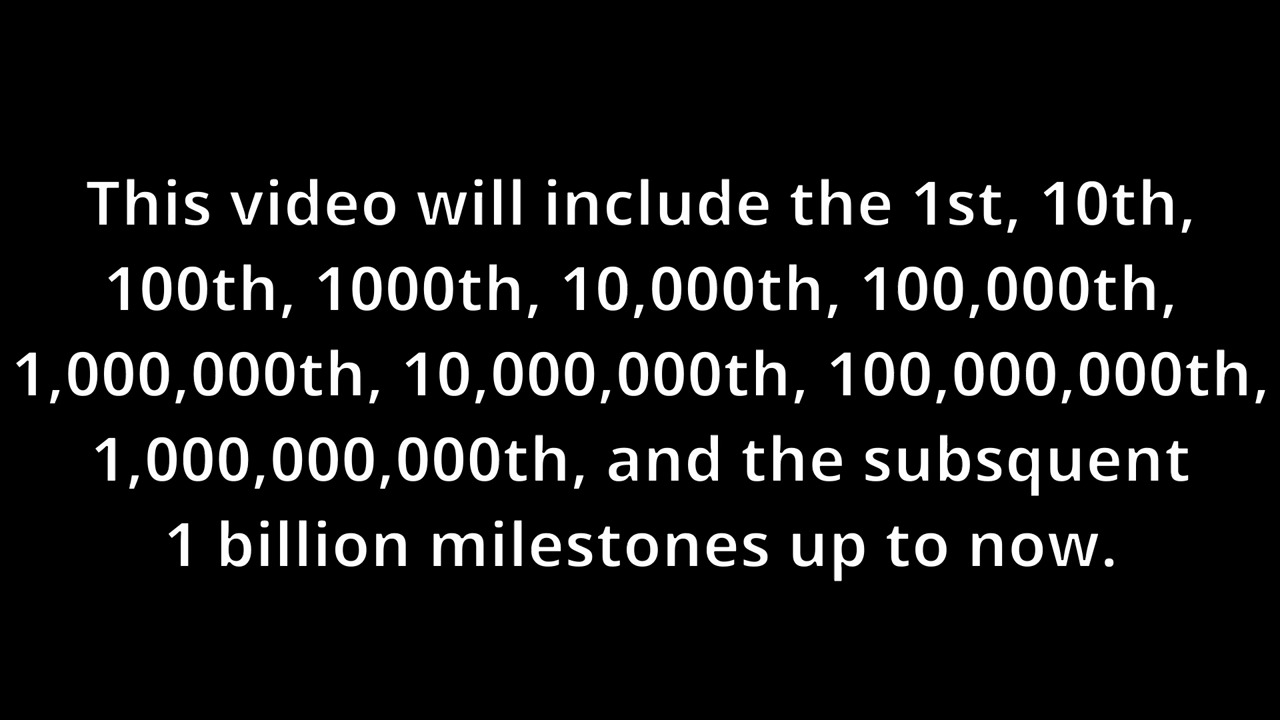 This video will include the 1st, 10th,
100th, 1000th, 10,000th, 100,000th,
1,000,000th, 10,000,000th, 100,000,000th,
1,000,000,000th, and the subsquent
1 billion milestones up to now.